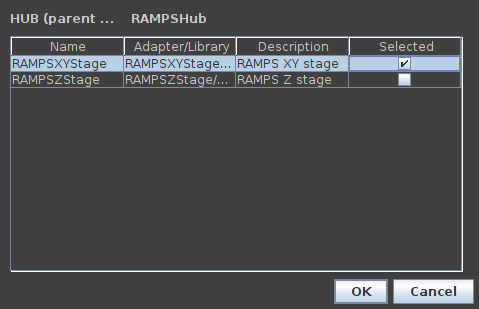 HUB (parent ... RAMPSHub
Name Adapter/Library Description Selected
RAMPSXYStage RAMPSXYStage... RAMPS XY stage
RAMPSZStage RAMPSZStage/... RAMPS Z stage
OK Cancel